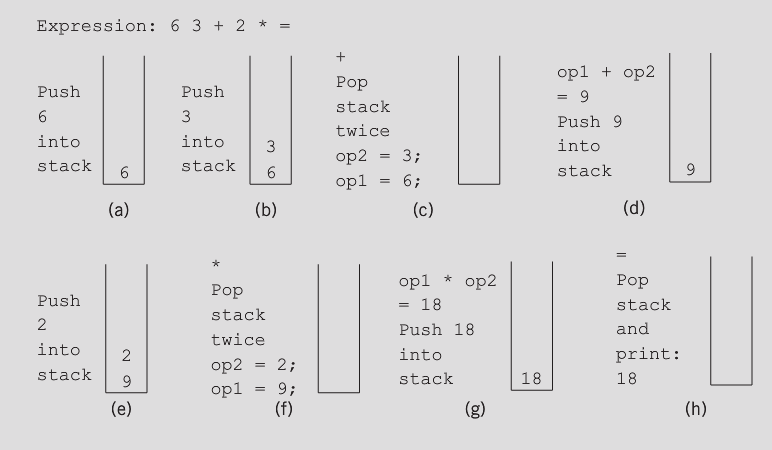 Expression: 6 3 + 2 * =
Push
6
into
stack
6
(a)
Push
3
into
stack
3
6
(b)
+
Pop
stack
twice
op2 = 3;
op1 = 6;
(c)
op1 + op2
= 9
Push 9
into
stack
9
(d)
Push
2
into
stack
2
9
(e)
*
Pop
stack
twice
op2 = 2;
op1 = 9;
(f)
op1 * op2
= 18
Push 18
into
stack
18
(g)
=
Pop
stack
and
print:
18
(h)